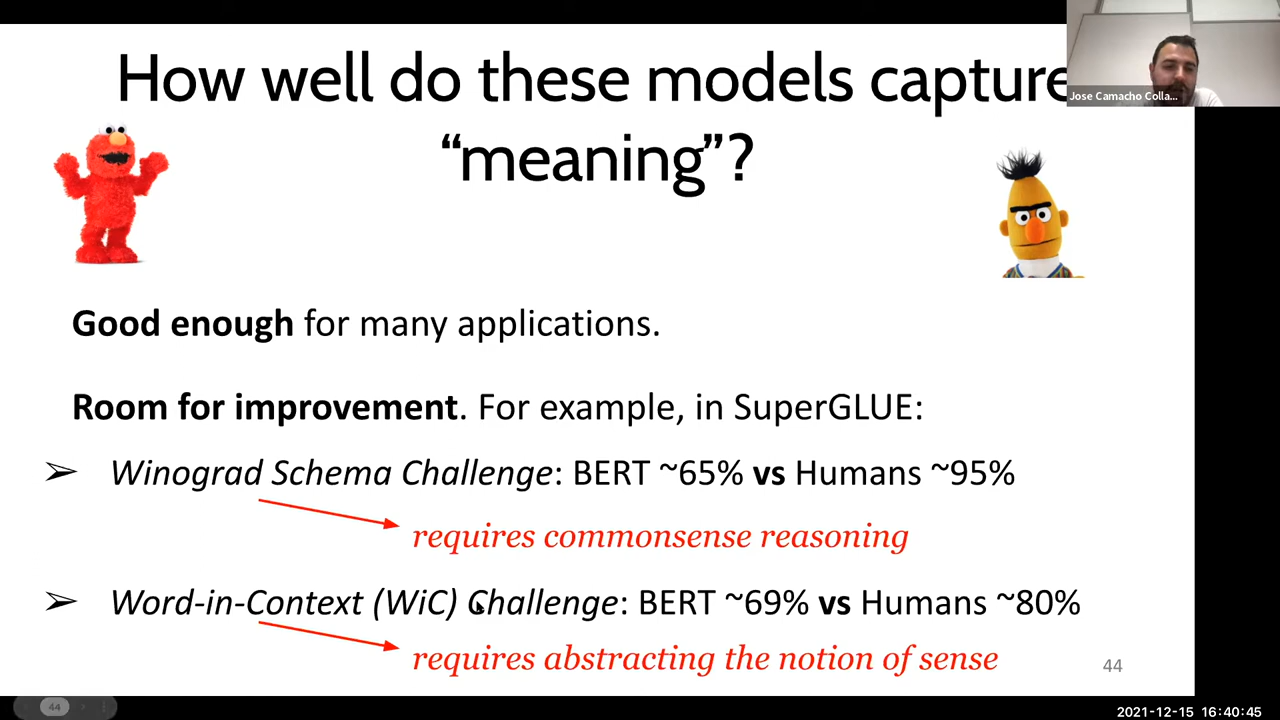 How well do these models capture
“meaning”?
Jose Camacho Colla...
Good enough for many applications.
Room for improvement. For example, in SuperGLUE:
➢ Winograd Schema Challenge: BERT ~65% vs Humans ~95%
requires commonsense reasoning
➢ Word-in-Context (WiC) Challenge: BERT ~69% vs Humans ~80%
requires abstracting the notion of sense
44
44
2021-12-15 16:40:45